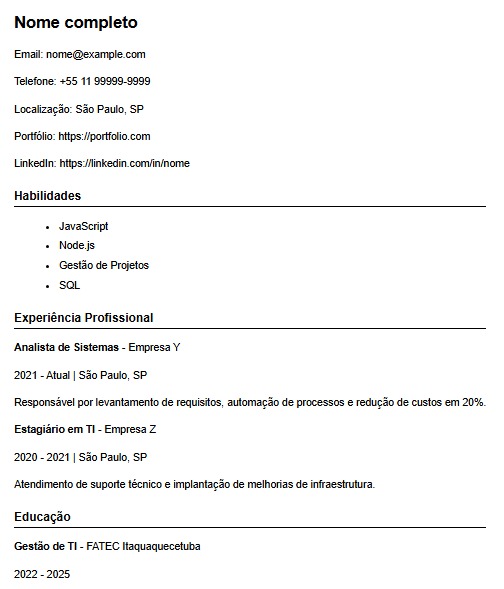 Nome completo
Email: nome@example.com
Telefone: +55 11 99999-9999
Localização: São Paulo, SP
Portfólio: https://portfolio.com
LinkedIn: https://linkedin.com/in/nome
Habilidades
• JavaScript
• Node.js
• Gestão de Projetos
• SQL
Experiência Profissional
Analista de Sistemas - Empresa Y
2021 - Atual | São Paulo, SP
Responsável por levantamento de requisitos, automação de processos e redução de custos em 20%.
Estagiário em TI - Empresa Z
2020 - 2021 | São Paulo, SP
Atendimento de suporte técnico e implantação de melhorias de infraestrutura.
Educação
Gestão de TI - FATEC Itaquaquecetuba
2022 - 2025